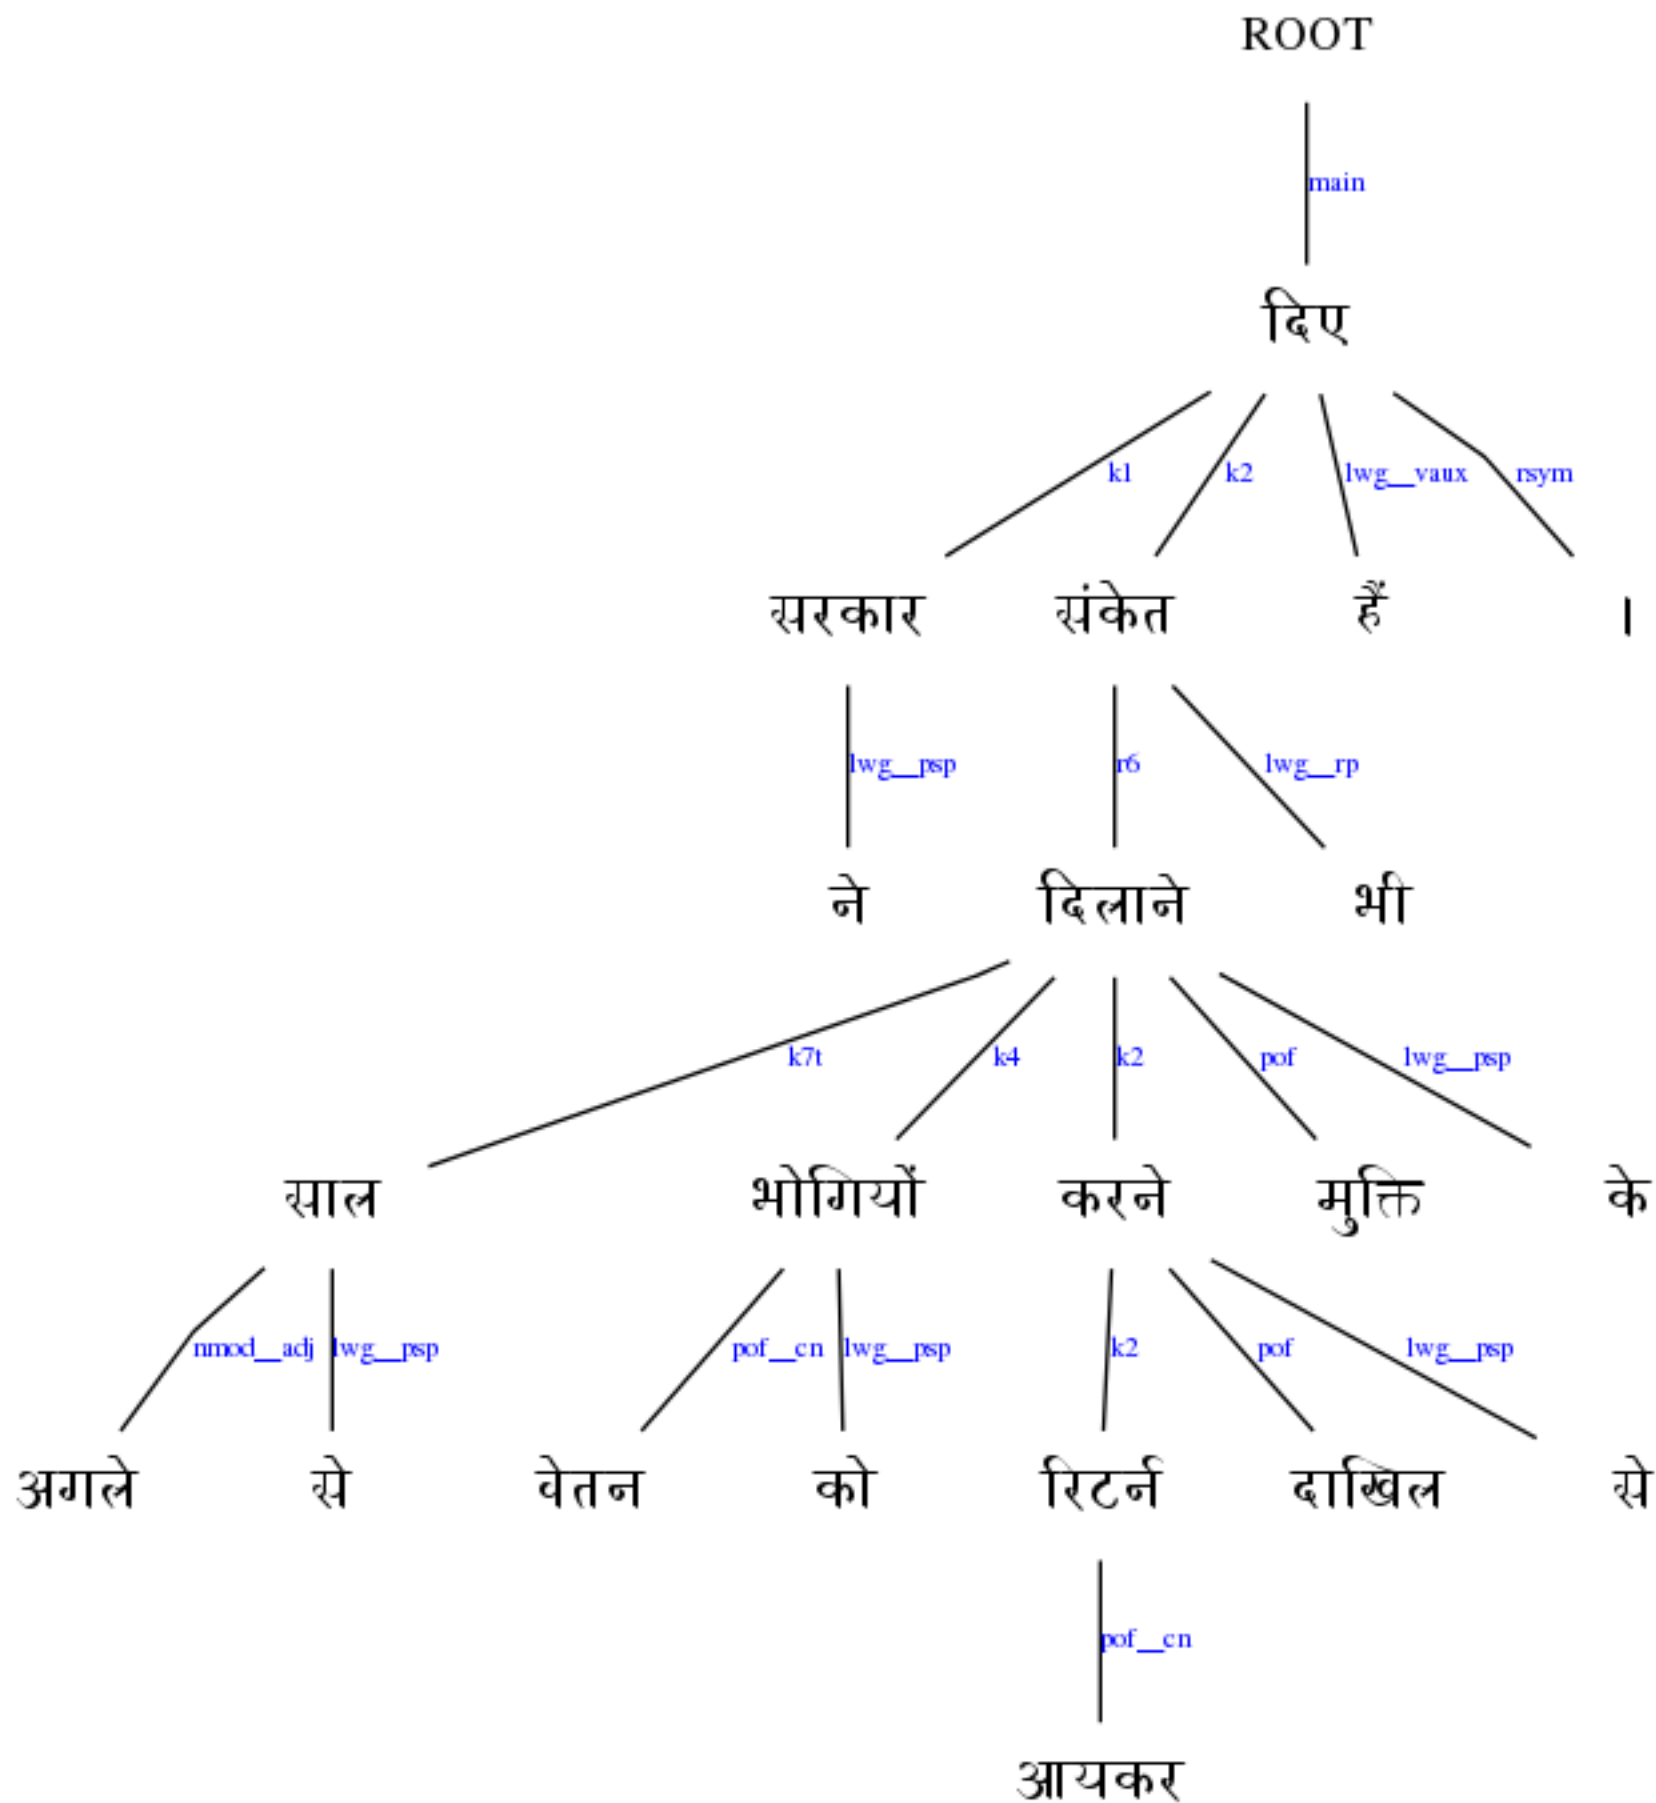 ROOT
main
दिए
k1 k2 lwg__vaux rsym
सरकार संकेत हैं ।
lwg__psp r6 lwg__rp
ने दिलाने भी
k7t k4 k2 pof lwg__psp
साल भोगियों करने मुक्ति के
nmod__adj lwg__psp pof__cn lwg__psp k2 pof lwg__psp
अगले से वेतन को रिटर्न दाखिल से
pof__cn
आयकर